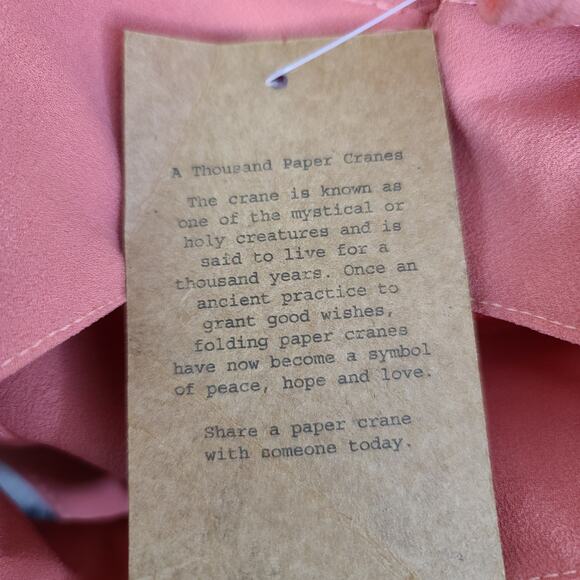 A Thousand Paper Cranes
The crane is known as
one of the mystical or
holy creatures and is
said to live for a
thousand years. Once an
ancient practice to
grant good wishes,
folding paper cranes
have now become a symbol
of peace, hope and love.
Share a paper crane
with someone today.